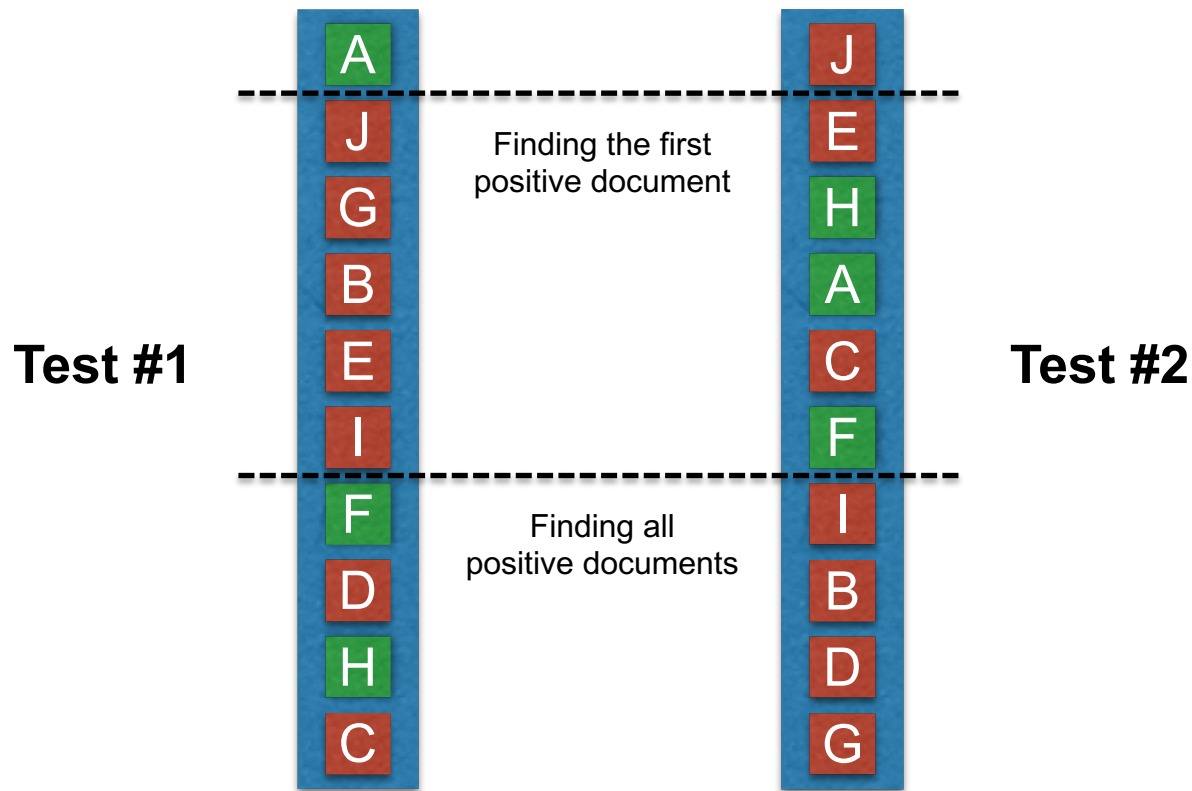 A
J
G
B
E
I
F
D
H
C
Test #1
Finding the first
positive document
Finding all
positive documents
J
E
H
A
C
F
I
B
D
G
Test #2